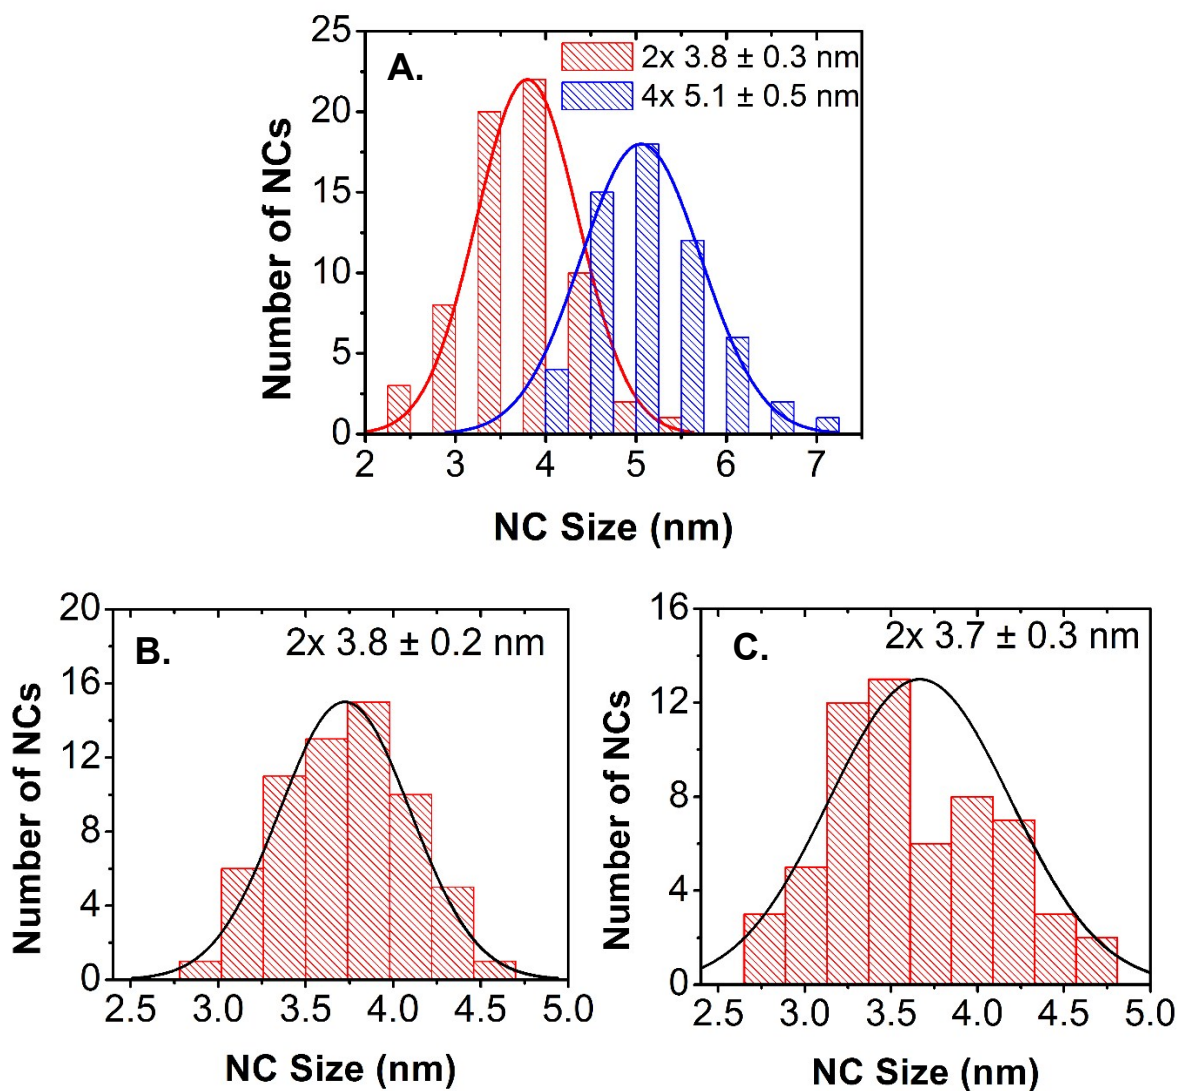 A.
2x 3.8 ± 0.3 nm
4x 5.1 ± 0.5 nm
Number of NCs
25
20
15
10
5
0
2 3 4 5 6 7
NC Size (nm)
B.
2x 3.8 ± 0.2 nm
Number of NCs
20
16
12
8
4
0
2.5 3.0 3.5 4.0 4.5 5.0
NC Size (nm)
C.
2x 3.7 ± 0.3 nm
Number of NCs
16
12
8
4
0
2.5 3.0 3.5 4.0 4.5 5.0
NC Size (nm)